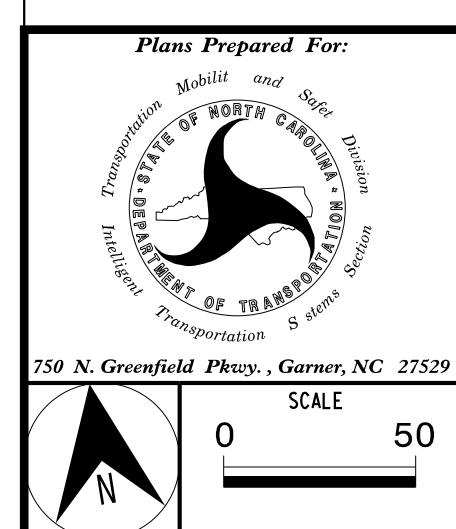 Plans Prepared For:
Transportation Mobilit and Safet Division
STATE OF NORTH CAROLINA
DEPARTMENT OF TRANSPORTATION
Intelligent Transportation S stems Section
750 N. Greenfield Pkwy. , Garner, NC 27529
SCALE
0 50
N